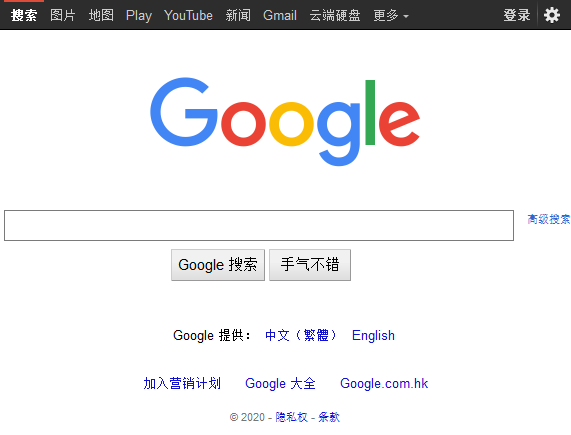 搜索 图片 地图 Play YouTube 新闻 Gmail 云端硬盘 更多 登录
Google
高级搜索
Google 搜索 手气不错
Google 提供： 中文（繁體） English
加入营销计划 Google 大全 Google.com.hk
© 2020 - 隐私权 - 条款